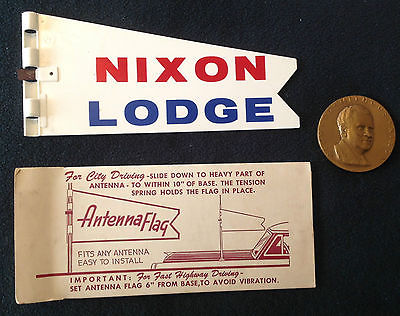 NIXON
LODGE
For City Driving-SLIDE DOWN TO HEAVY PART OF
ANTENNA - TO WITHIN 10" OF BASE. THE TENSION
SPRING HOLDS THE FLAG IN PLACE.
AntennaFlag
FITS ANY ANTENNA
EASY TO INSTALL
IMPORTANT: For Fast Highway Driving-
SET ANTENNA FLAG 6" FROM BASE, TO AVOID VIBRATION.